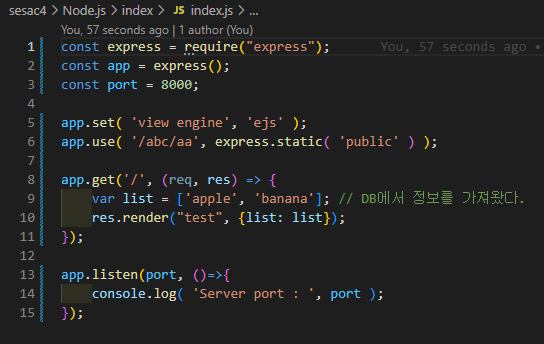 sesac4 > Node.js > index > JS index.js > ...
You, 57 seconds ago | 1 author (You)
1 const express = require("express"); You, 57 seconds ago •
2 const app = express();
3 const port = 8000;
4
5 app.set( 'view engine', 'ejs' );
6 app.use( '/abc/aa', express.static( 'public' ) );
7
8 app.get('/', (req, res) => {
9 var list = ['apple', 'banana']; // DB에서 정보를 가져왔다.
10 res.render("test", {list: list});
11 });
12
13 app.listen(port, ()=>{
14 console.log( 'Server port : ', port );
15 });